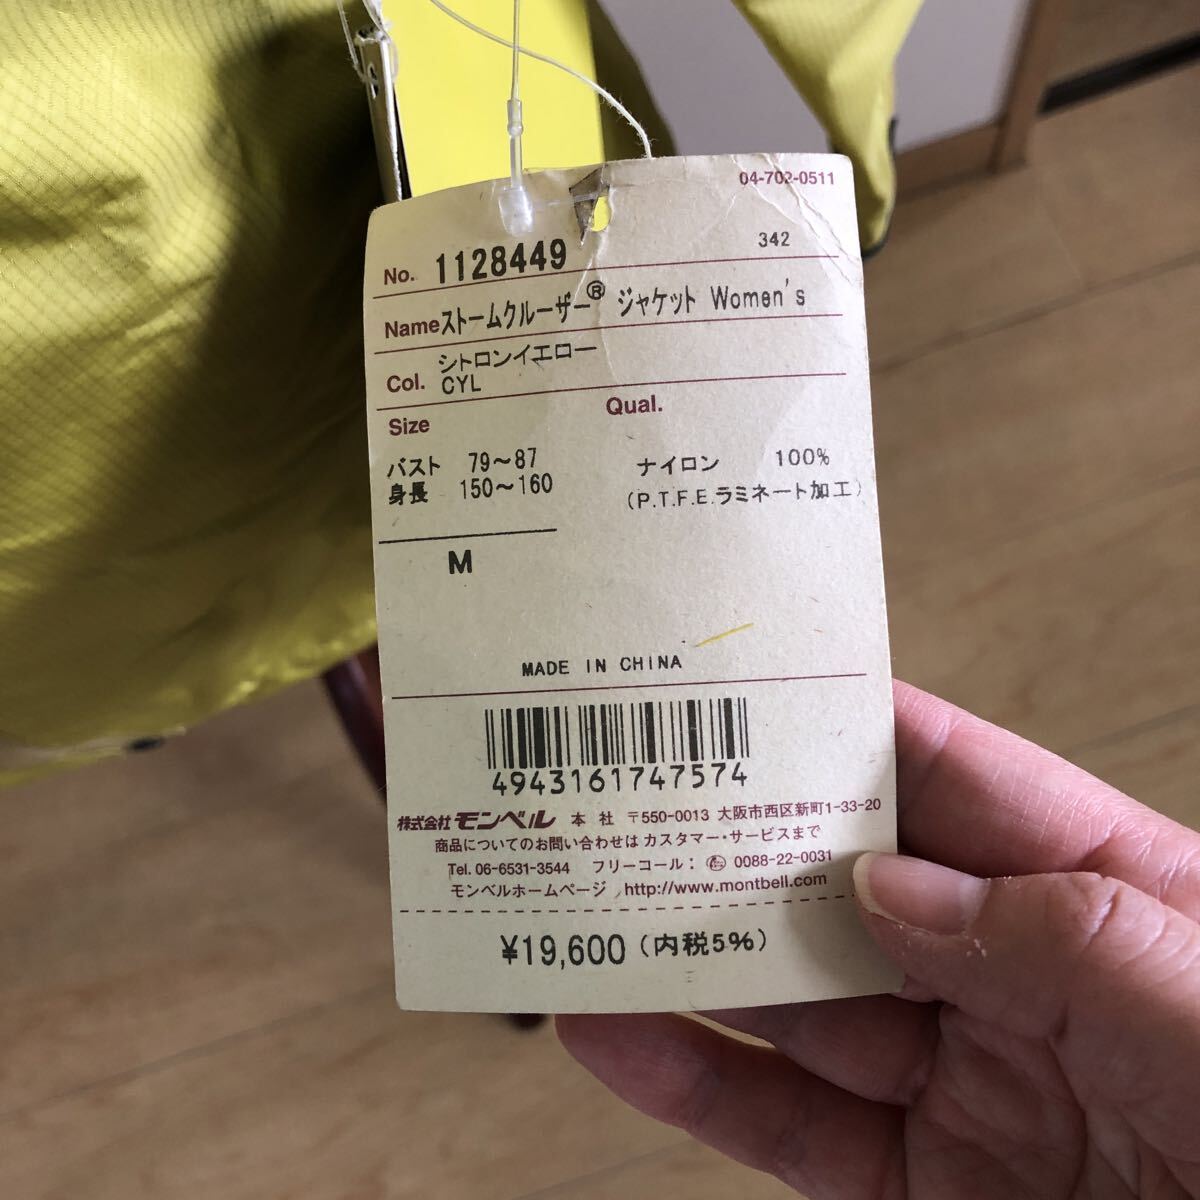 04-702-0511
No. 1128449 342
Name ストームクルーザー® ジャケット Women's
シトロンイエロー
Col. CYL
Size Qual.
バスト 79～87 ナイロン 100%
身長 150～160 (P.T.F.E.ラミネート加工)
M
MADE IN CHINA
4943161747574
株式会社 モンベル 本社 〒550-0013 大阪市西区新町1-33-20
商品についてのお問い合わせは カスタマー・サービスまで
Tel. 06-6531-3544 フリーコール: 0088-22-0031
モンベルホームページ http://www.montbell.com
¥19,600 (内税5%)